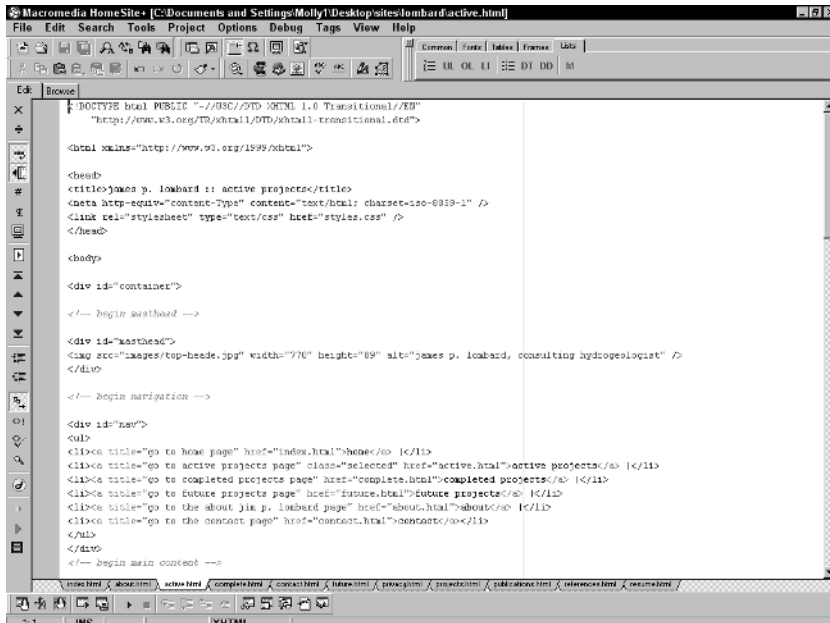 Macromedia HomeSite+ [C:\Documents and Settings\Molly1\Desktop\sites\lombard\active.html]
File Edit Search Tools Project Options Debug Tags View Help
Common Fonts Tables Frames Lists
UL OL LI DT DD M
Edit Browse
<!DOCTYPE html PUBLIC "-//W3C//DTD XHTML 1.0 Transitional//EN"
"http://www.w3.org/TR/xhtml1/DTD/xhtml1-transitional.dtd">
<html xmlns="http://www.w3.org/1999/xhtml">
<head>
<title>james p. lombard :: active projects</title>
<meta http-equiv="content-Type" content="text/html; charset=iso-8859-1" />
<link rel="stylesheet" type="text/css" href="styles.css" />
</head>
<body>
<div id="container">
<!-- begin masthead -->
<div id="masthead">
<img src="images/top-heade.jpg" width="770" height="89" alt="james p. lombard, consulting hydrogeologist" />
</div>
<!-- begin navigation -->
<div id="nav">
<ul>
<li><a title="go to home page" href="index.html">home</a> |</li>
<li><a title="go to active projects page" class="selected" href="active.html">active projects</a> |</li>
<li><a title="go to completed projects page" href="complete.html">completed projects</a> |</li>
<li><a title="go to future projects page" href="future.html">future projects</a> |</li>
<li><a title="go to the about jim p. lombard page" href="about.html">about</a> |</li>
<li><a title="go to the contact page" href="contact.html">contact</a></li>
</ul>
</div>
<!-- begin main content -->
index.html about.html active.html complete.html contact.html future.html privacy.html projects.html publications.html references.html resume.html
1:1 INS XHTML